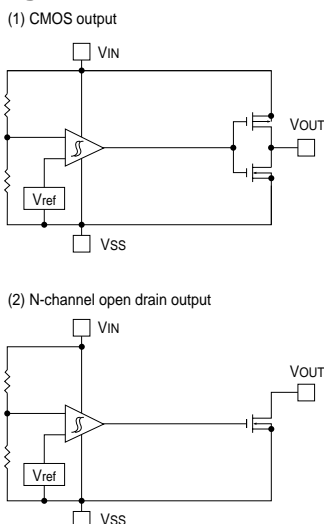 (1) CMOS output
VIN
VOUT
Vref
VSS
(2) N-channel open drain output
VIN
VOUT
Vref
VSS